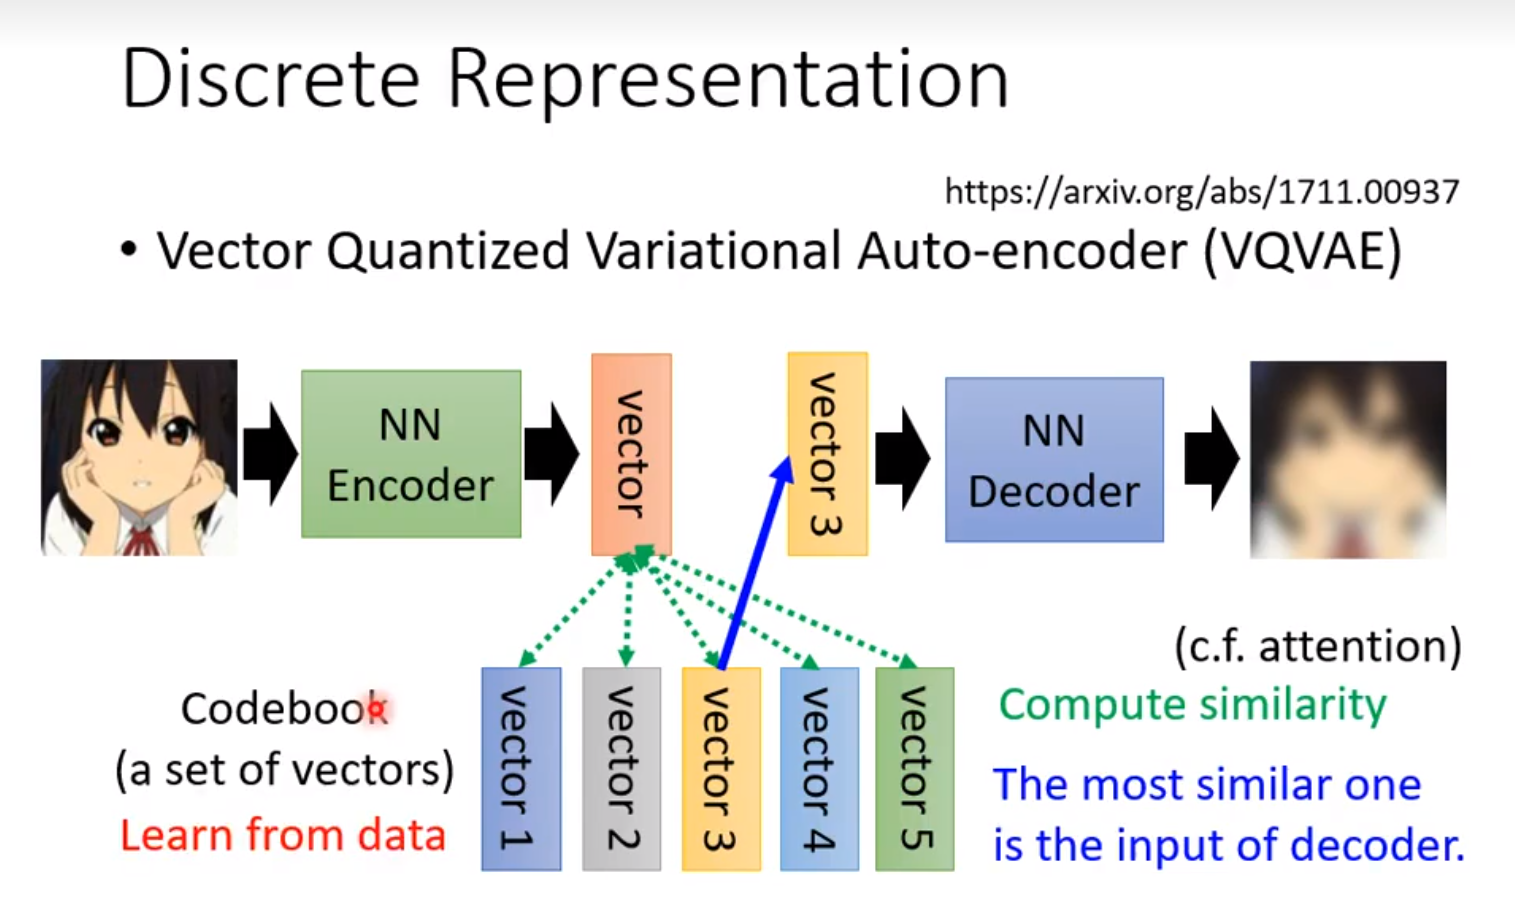 Discrete Representation
https://arxiv.org/abs/1711.00937
• Vector Quantized Variational Auto-encoder (VQVAE)
NN
Encoder
vector
vector 3
NN
Decoder
(c.f. attention)
Codebook
(a set of vectors)
Learn from data
vector 1
vector 2
vector 3
vector 4
vector 5
Compute similarity
The most similar one
is the input of decoder.